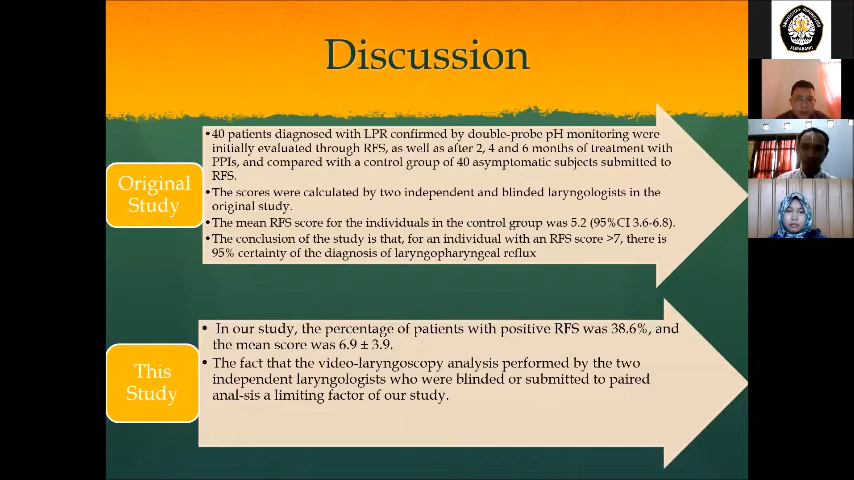 Discussion
Original
Study
•40 patients diagnosed with LPR confirmed by double-probe pH monitoring were
initially evaluated through RFS, as well as after 2, 4 and 6 months of treatment with
PPIs, and compared with a control group of 40 asymptomatic subjects submitted to
RFS.
•The scores were calculated by two independent and blinded laryngologists in the
original study.
•The mean RFS score for the individuals in the control group was 5.2 (95%CI 3.6-6.8).
•The conclusion of the study is that, for an individual with an RFS score >7, there is
95% certainty of the diagnosis of laryngopharyngeal reflux
This
Study
• In our study, the percentage of patients with positive RFS was 38.6%, and
the mean score was 6.9 ± 3.9.
• The fact that the video-laryngoscopy analysis performed by the two
independent laryngologists who were blinded or submitted to paired
anal-sis a limiting factor of our study.